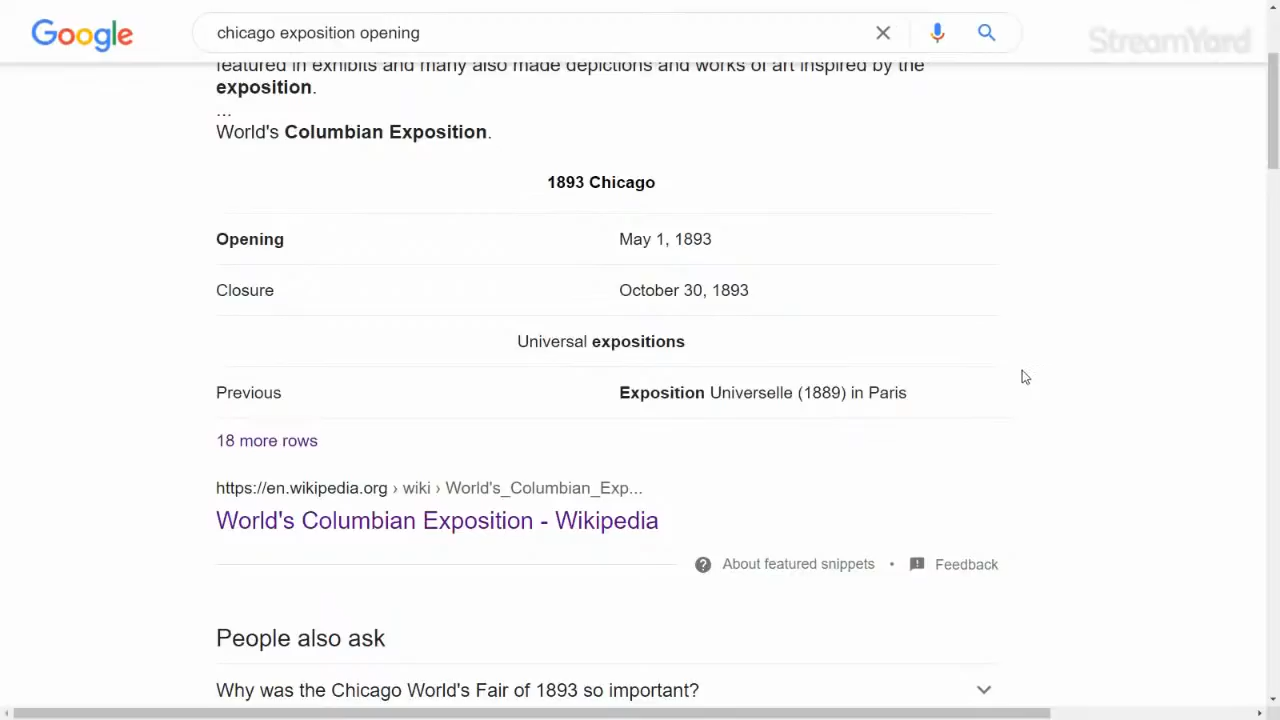 Google
chicago exposition opening
StreamYard
featured in exhibits and many also made depictions and works of art inspired by the
exposition.
...
World's Columbian Exposition.
1893 Chicago
Opening May 1, 1893
Closure October 30, 1893
Universal expositions
Previous Exposition Universelle (1889) in Paris
18 more rows
https://en.wikipedia.org › wiki › World's_Columbian_Exp...
World's Columbian Exposition - Wikipedia
About featured snippets • Feedback
People also ask
Why was the Chicago World's Fair of 1893 so important?